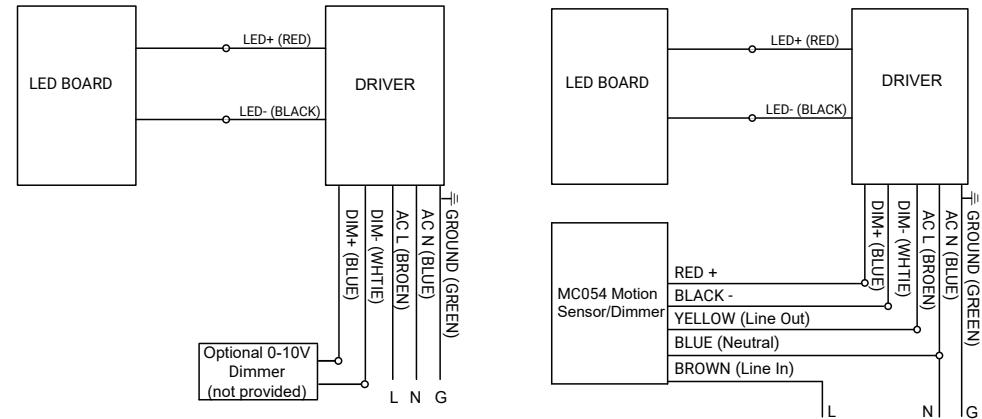 LED BOARD
LED+ (RED)
LED- (BLACK)
DRIVER
DIM+ (BLUE)
DIM- (WHTIE)
AC L (BROEN)
AC N (BLUE)
GROUND (GREEN)
Optional 0-10V
Dimmer
(not provided)
L N G
LED BOARD
LED+ (RED)
LED- (BLACK)
DRIVER
DIM+ (BLUE)
DIM- (WHTIE)
AC L (BROEN)
AC N (BLUE)
GROUND (GREEN)
MC054 Motion
Sensor/Dimmer
RED +
BLACK -
YELLOW (Line Out)
BLUE (Neutral)
BROWN (Line In)
L N G